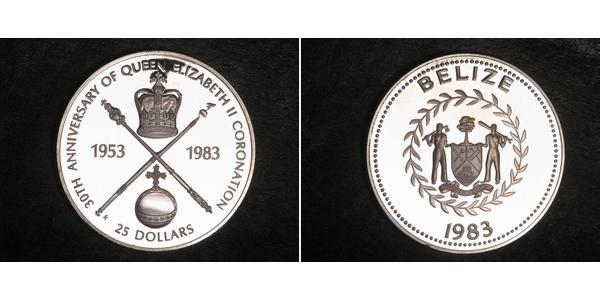 30TH ANNIVERSARY OF QUEEN ELIZABETH II CORONATION
1953 1983
25 DOLLARS
BELIZE
1983